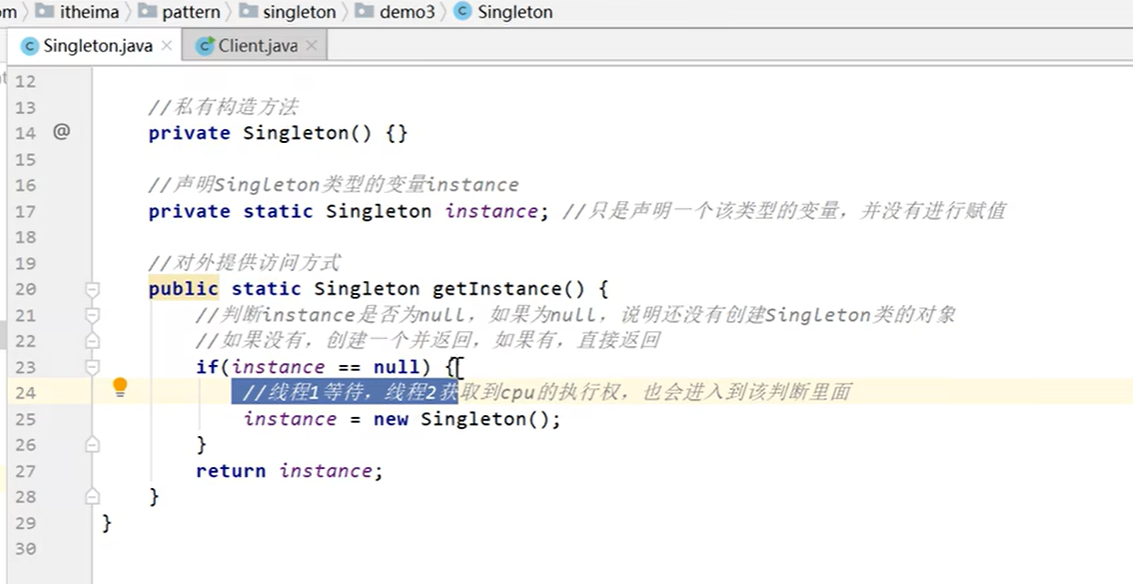 om 〉 itheima 〉 pattern 〉 singleton 〉 demo3 〉 Singleton
Singleton.java × Client.java ×
12
13 //私有构造方法
14 @ private Singleton() {}
15
16 //声明Singleton类型的变量instance
17 private static Singleton instance; //只是声明一个该类型的变量，并没有进行赋值
18
19 //对外提供访问方式
20 public static Singleton getInstance() {
21 //判断instance是否为null，如果为null，说明还没有创建Singleton类的对象
22 //如果没有，创建一个并返回，如果有，直接返回
23 if(instance == null) {
24 //线程1等待，线程2获取到cpu的执行权，也会进入到该判断里面
25 instance = new Singleton();
26 }
27 return instance;
28 }
29 }
30